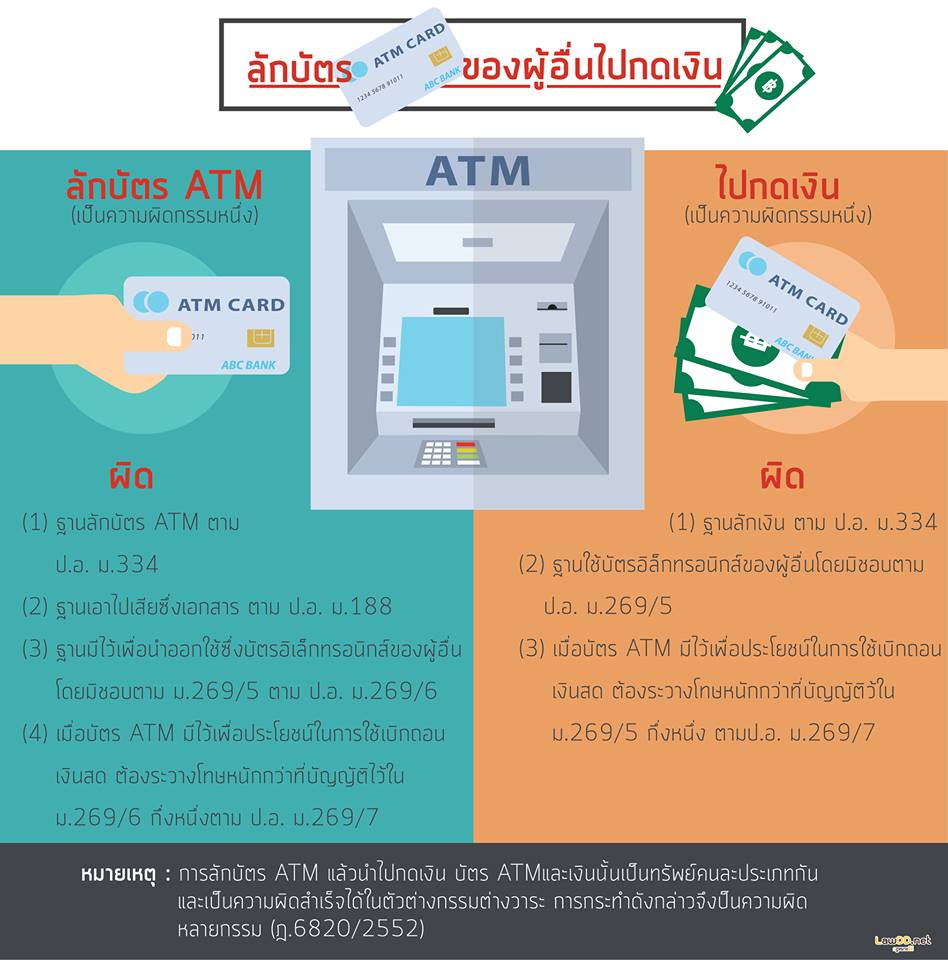 ลักบัตร ATM CARD ของผู้อื่นไปกดเงิน
1234 5678 91011
ABC BANK
ATM
ลักบัตร ATM
(เป็นความผิดกรรมหนึ่ง)
ATM CARD
011
ABC BANK
ผิด
(1) ฐานลักบัตร ATM ตาม
ป.อ. ม.334
(2) ฐานเอาไปเสียซึ่งเอกสาร ตาม ป.อ. ม.188
(3) ฐานมีไว้เพื่อนำออกใช้ซึ่งบัตรอิเล็กทรอนิกส์ของผู้อื่น
โดยมิชอบตาม ม.269/5 ตาม ป.อ. ม.269/6
(4) เมื่อบัตร ATM มีไว้เพื่อประโยชน์ในการใช้เบิกถอน
เงินสด ต้องระวางโทษหนักกว่าที่บัญญัติไว้ใน
ม.269/6 กึ่งหนึ่งตาม ป.อ. ม.269/7
ไปกดเงิน
(เป็นความผิดกรรมหนึ่ง)
ATM CARD
1234 5678 91011
ABC BANK
ผิด
(1) ฐานลักเงิน ตาม ป.อ. ม.334
(2) ฐานใช้บัตรอิล็กทรอนิกส์ของผู้อื่นโดยมิชอบตาม
ป.อ. ม.269/5
(3) เมื่อบัตร ATM มีไว้เพื่อประโยชน์ในการใช้เบิกถอน
เงินสด ต้องระวางโทษหนักกว่าที่บัญญัติว้ใน
ม.269/5 กึงหนึ่ง ตามป.อ. ม.269/7
หมายเหตุ : การลักบัตร ATM แล้วนำไปกดเงิน บัตร ATMและเงินนั้นเป็นทรัพย์คนละประเภทกัน
และเป็นความผิดสำเร็จได้ในตัวต่างกรรมต่างวาระ การกระทำดังกล่าวจึงป็นความผิด
หลายกรรม (ฎ.6820/2552)
LawDD.net